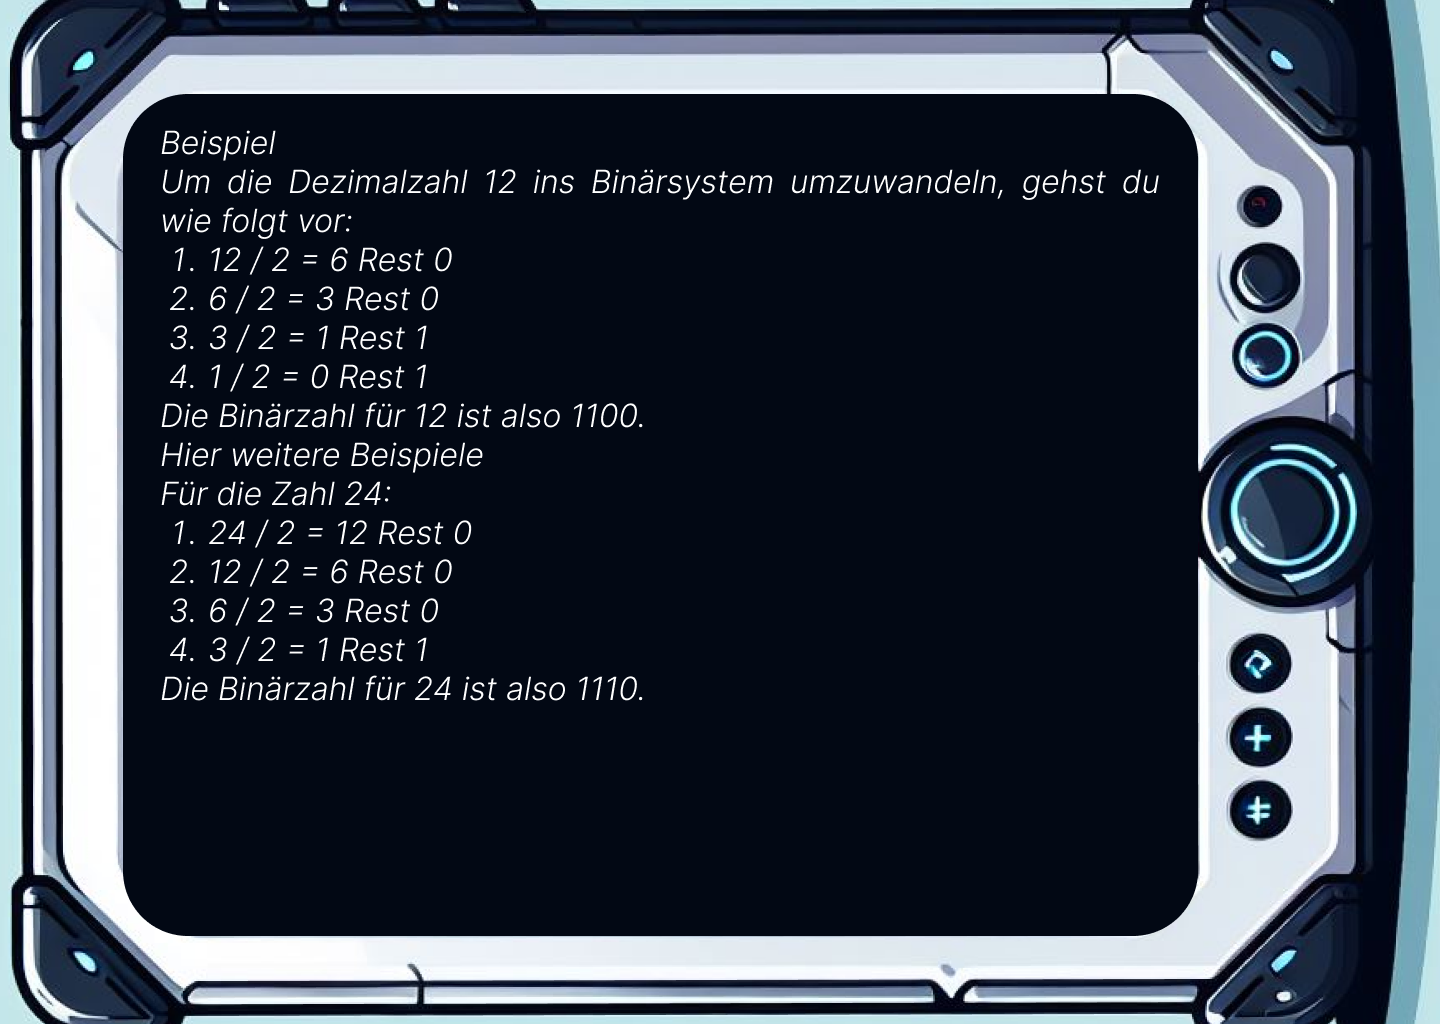 Beispiel
Um die Dezimalzahl 12 ins Binärsystem umzuwandeln, gehst du
wie folgt vor:
1. 12 / 2 = 6 Rest 0
2. 6 / 2 = 3 Rest 0
3. 3 / 2 = 1 Rest 1
4. 1 / 2 = 0 Rest 1
Die Binärzahl für 12 ist also 1100.
Hier weitere Beispiele
Für die Zahl 24:
1. 24 / 2 = 12 Rest 0
2. 12 / 2 = 6 Rest 0
3. 6 / 2 = 3 Rest 0
4. 3 / 2 = 1 Rest 1
Die Binärzahl für 24 ist also 1110.